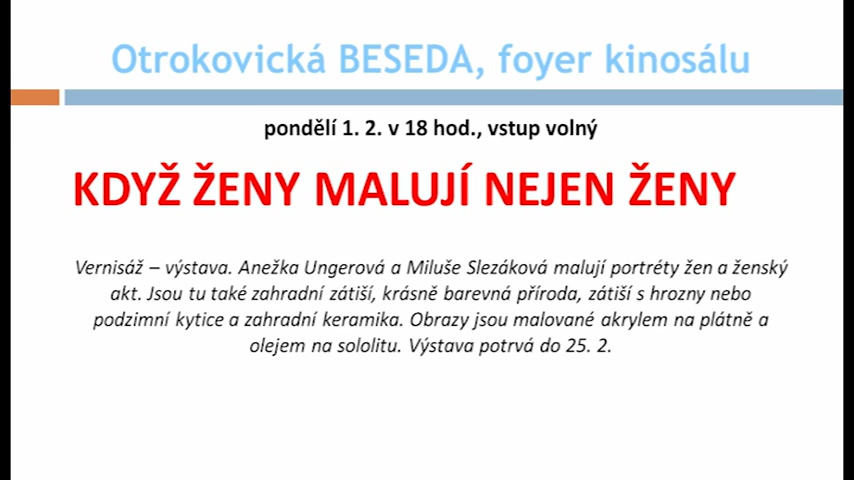 Otrokovická BESEDA, foyer kinosálu
pondělí 1. 2. v 18 hod., vstup volný
KDYŽ ŽENY MALUJÍ NEJEN ŽENY
Vernisáž – výstava. Anežka Ungerová a Miluše Slezáková malují portréty žen a ženský
akt. Jsou tu také zahradní zátiší, krásně barevná příroda, zátiší s hrozny nebo
podzimní kytice a zahradní keramika. Obrazy jsou malované akrylem na plátně a
olejem na sololitu. Výstava potrvá do 25. 2.